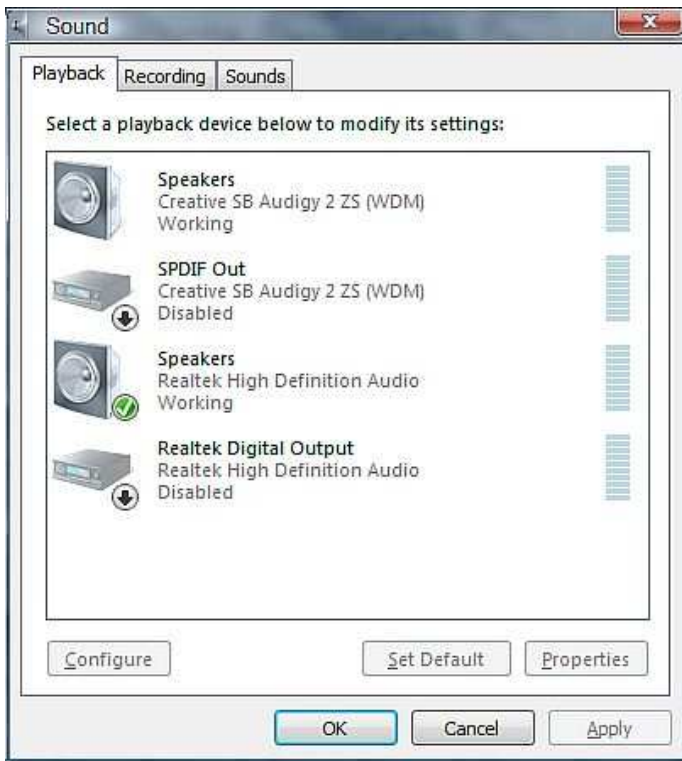 Sound
Playback Recording Sounds
Select a playback device below to modify its settings:
Speakers
Creative SB Audigy 2 ZS (WDM)
Working
SPDIF Out
Creative SB Audigy 2 ZS (WDM)
Disabled
Speakers
Realtek High Definition Audio
Working
Realtek Digital Output
Realtek High Definition Audio
Disabled
Configure Set Default Properties
OK Cancel Apply